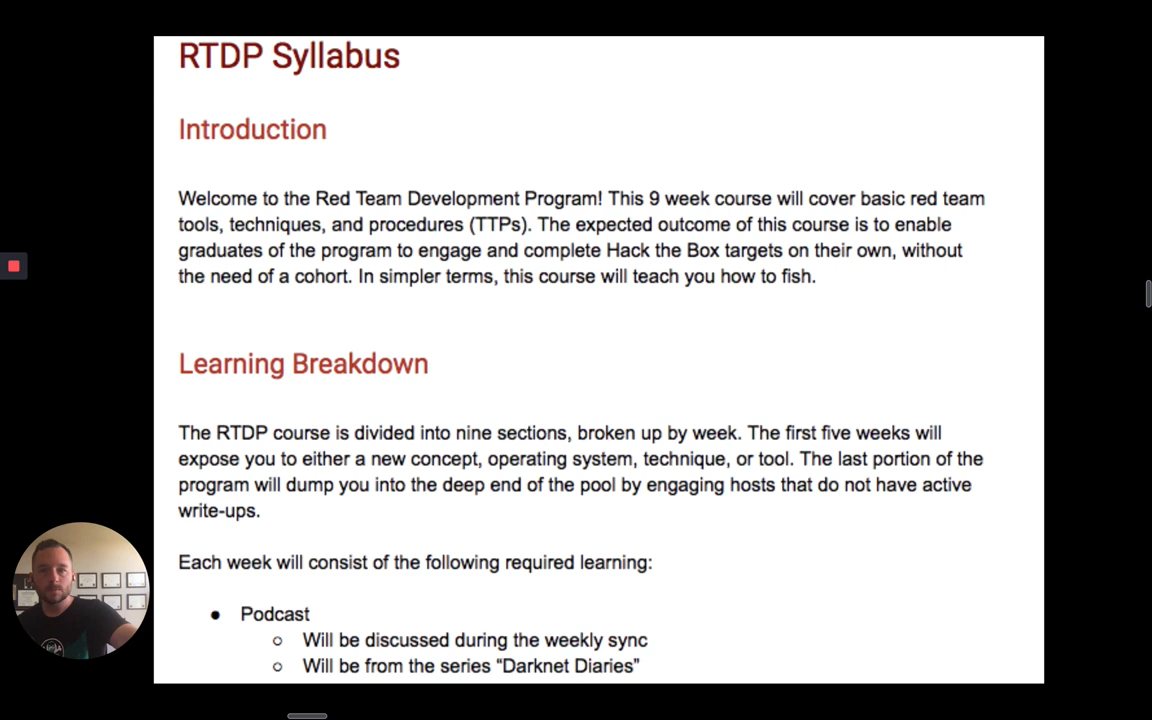 RTDP Syllabus
Introduction
Welcome to the Red Team Development Program! This 9 week course will cover basic red team
tools, techniques, and procedures (TTPs). The expected outcome of this course is to enable
graduates of the program to engage and complete Hack the Box targets on their own, without
the need of a cohort. In simpler terms, this course will teach you how to fish.
Learning Breakdown
The RTDP course is divided into nine sections, broken up by week. The first five weeks will
expose you to either a new concept, operating system, technique, or tool. The last portion of the
program will dump you into the deep end of the pool by engaging hosts that do not have active
write-ups.
Each week will consist of the following required learning:
● Podcast
○ Will be discussed during the weekly sync
○ Will be from the series “Darknet Diaries”